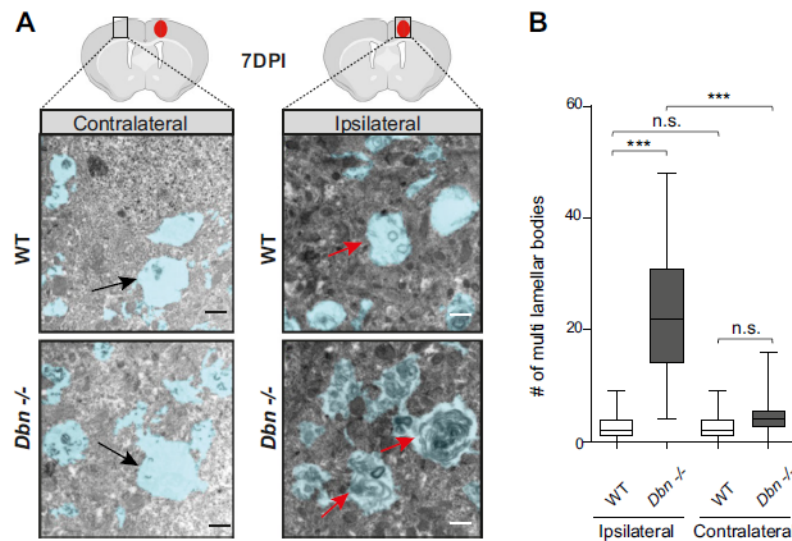 A
7DPI
Contralateral
Ipsilateral
WT
WT
Dbn -/-
Dbn -/-
B
# of multi lamellar bodies
60
40
20
0
***
n.s.
***
n.s.
WT
Dbn -/-
WT
Dbn -/-
Ipsilateral
Contralateral